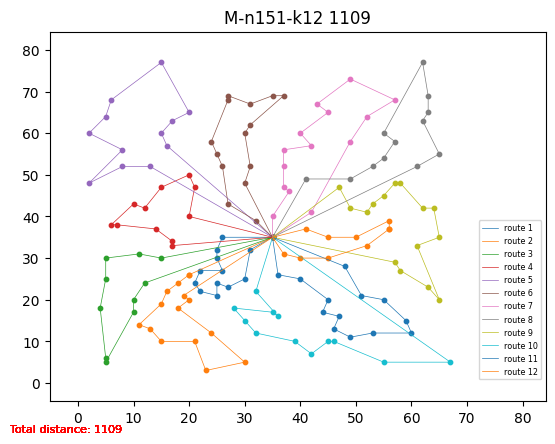 M-n151-k12 1109
80
70
60
50
40
30
20
10
0
0 10 20 30 40 50 60 70 80
route 1
route 2
route 3
route 4
route 5
route 6
route 7
route 8
route 9
route 10
route 11
route 12
Total distance: 1109